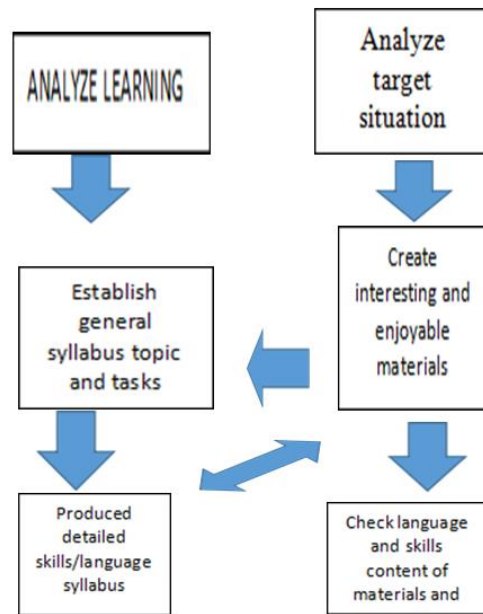 ANALYZE LEARNING
Analyze
target
situation
Create
interesting and
enjoyable
materials
Establish
general
syllabus topic
and tasks
Produced
detailed
skills/language
syllabus
Check language
and skills
content of
materials and